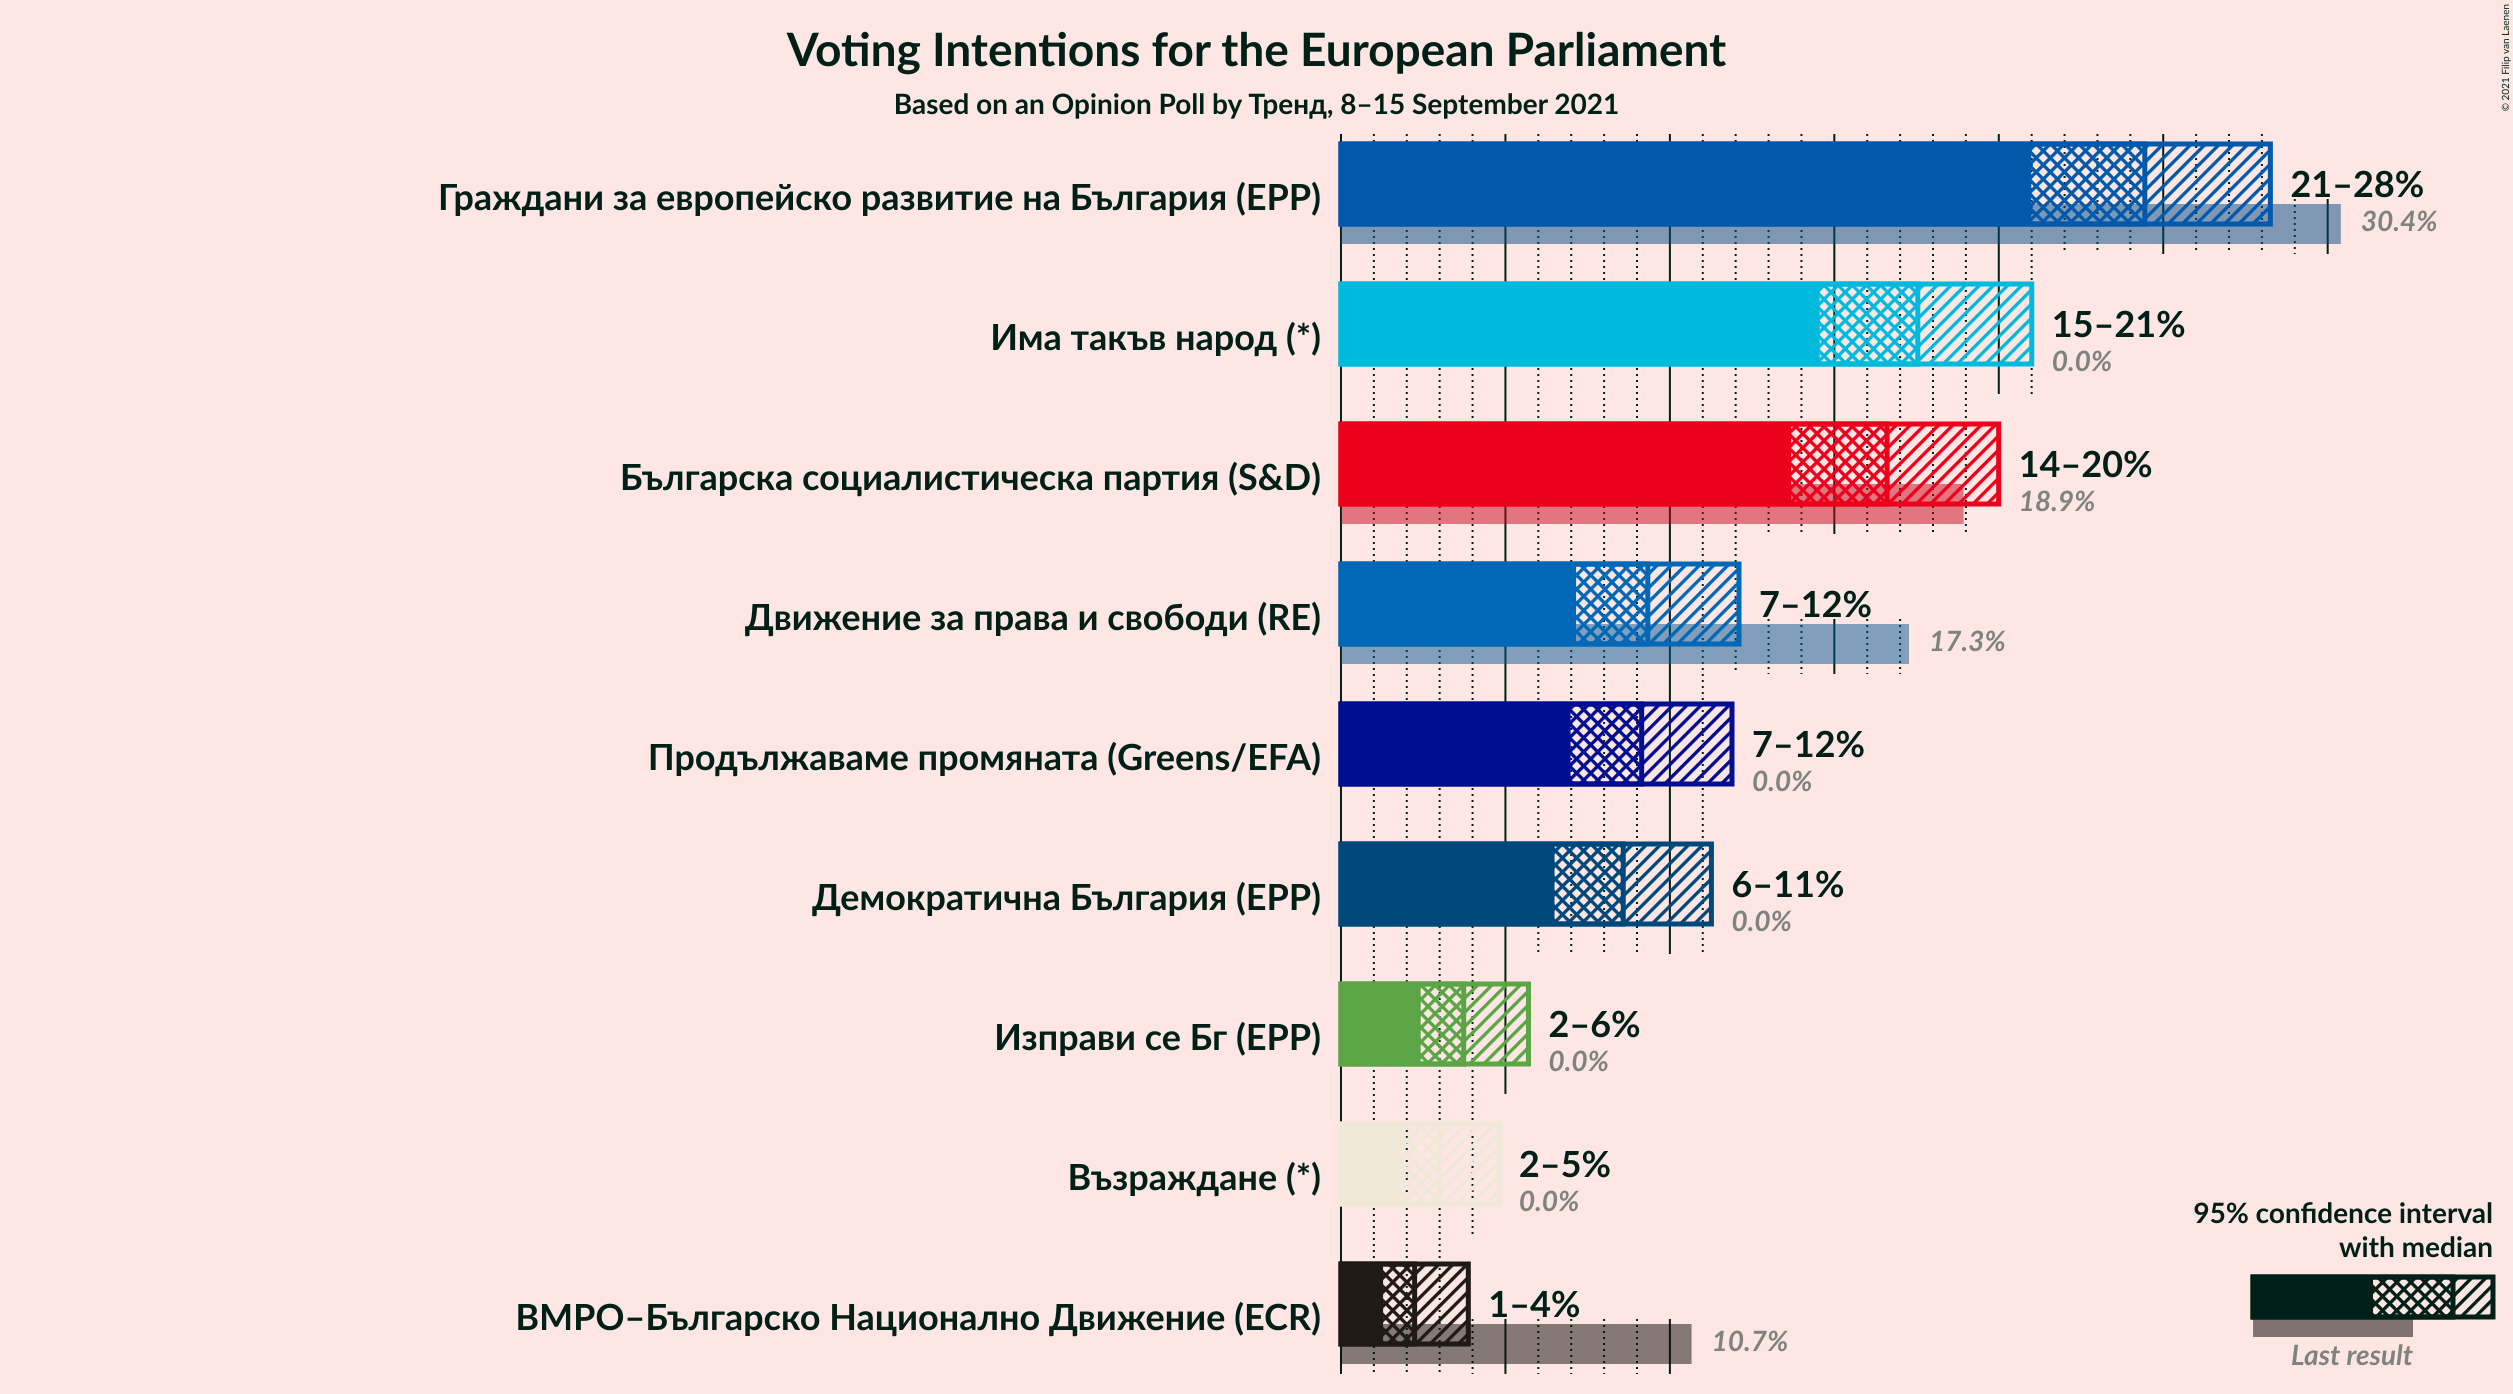 Voting Intentions for the European Parliament
Based on an Opinion Poll by Тренд, 8–15 September 2021
© 2021 Filip van Laenen
Граждани за европейско развитие на България (EPP)
21–28%
30.4%
Има такъв народ (*)
15–21%
0.0%
Българска социалистическа партия (S&D)
14–20%
18.9%
Движение за права и свободи (RE)
7–12%
17.3%
Продължаваме промяната (Greens/EFA)
7–12%
0.0%
Демократична България (EPP)
6–11%
0.0%
Изправи се Бг (EPP)
2–6%
0.0%
Възраждане (*)
2–5%
0.0%
ВМРО–Българско Национално Движение (ECR)
1–4%
10.7%
95% confidence interval
with median
Last result